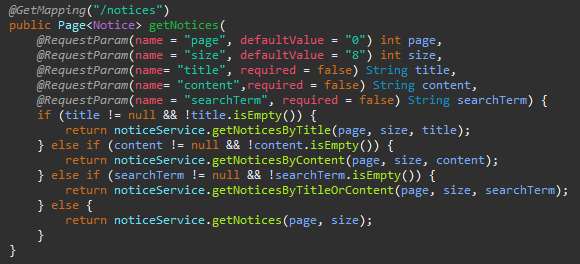 @GetMapping("/notices")
public Page<Notice> getNotices(
    @RequestParam(name = "page", defaultValue = "0") int page,
    @RequestParam(name = "size", defaultValue = "8") int size,
    @RequestParam(name= "title", required = false) String title,
    @RequestParam(name= "content",required = false) String content,
    @RequestParam(name = "searchTerm", required = false) String searchTerm) {
    if (title != null && !title.isEmpty()) {
        return noticeService.getNoticesByTitle(page, size, title);
    } else if (content != null && !content.isEmpty()) {
        return noticeService.getNoticesByContent(page, size, content);
    } else if (searchTerm != null && !searchTerm.isEmpty()) {
        return noticeService.getNoticesByTitleOrContent(page, size, searchTerm);
    } else {
        return noticeService.getNotices(page, size);
    }
}